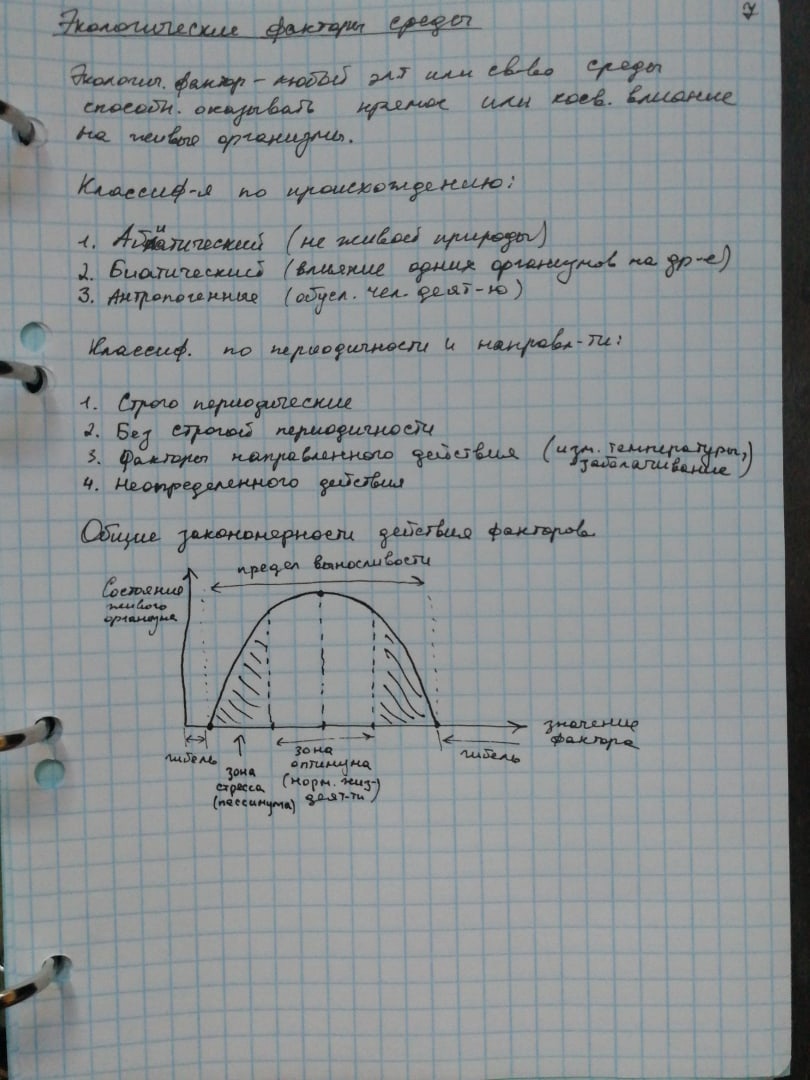 7
Экологические факторы среды
Экологич. фактор – любой эл-т или св-во среды
способн. оказывать прямое или косв. влияние
на живые организмы.
Классиф-я по происхождению:
1. Абиотический (не живой природы)
2. Биотический (влияние одних организмов на др-е)
3. Антропогенные (обусл. чел. деят-ю)
Классиф. по периодичности и направл-ти:
1. Строго периодические
2. Без строгой периодичности
3. Факторы направленного действия (изм. температуры,
заболачивание)
4. Неопределенного действия
Общие закономерности действия факторов
предел выносливости
Состояние
живого
организма
значение
фактора
гибель
зона
стресса
(пессимума)
зона
оптимума
(норм. жиз-
деят-ти)
гибель